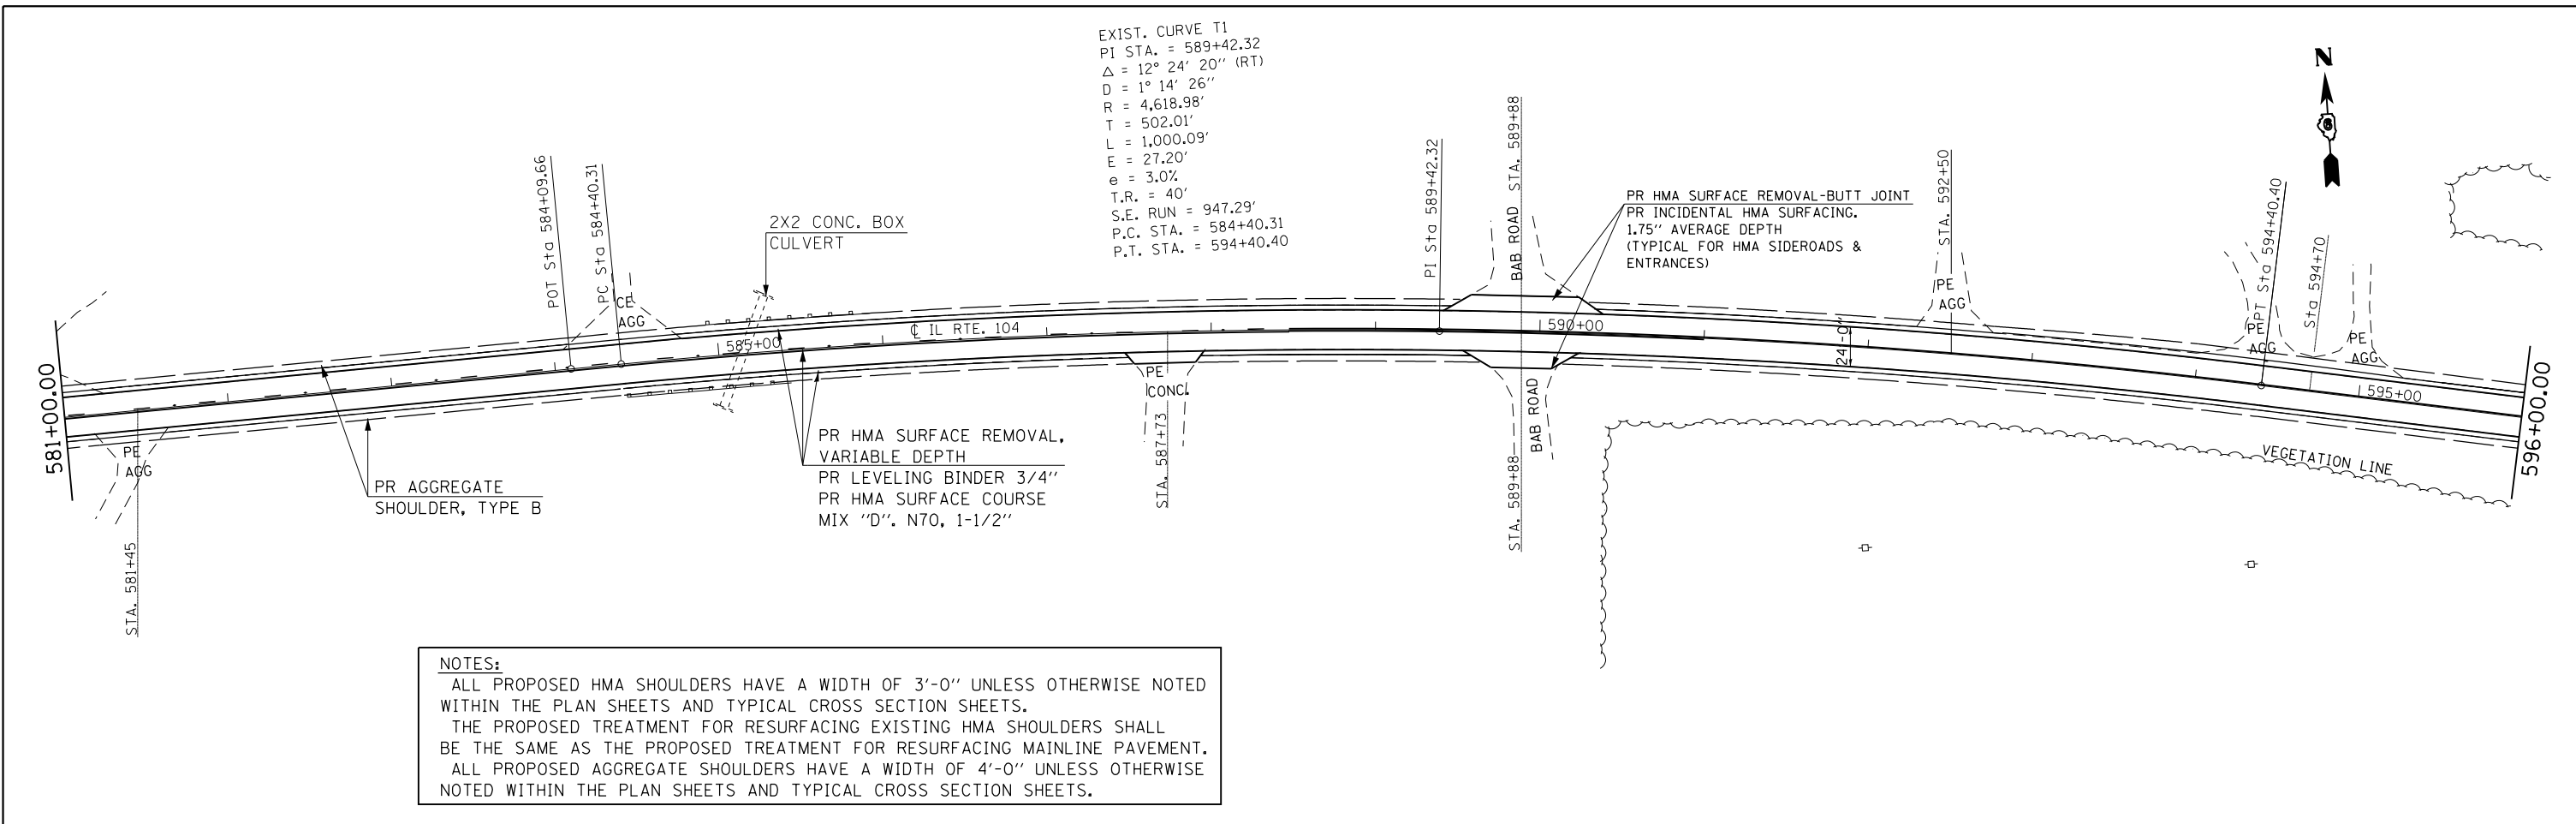 EXIST. CURVE T1
PI STA. = 589+42.32
Δ = 12° 24' 20'' (RT)
D = 1° 14' 26''
R = 4,618.98'
T = 502.01'
L = 1,000.09'
E = 27.20'
e = 3.0%
T.R. = 40'
S.E. RUN = 947.29'
P.C. STA. = 584+40.31
P.T. STA. = 594+40.40
N
POT Sta 584+09.66
PC Sta 584+40.31
2X2 CONC. BOX
CULVERT
PI Sta 589+42.32
BAB ROAD STA. 589+88
PR HMA SURFACE REMOVAL-BUTT JOINT
PR INCIDENTAL HMA SURFACING.
1.75'' AVERAGE DEPTH
(TYPICAL FOR HMA SIDEROADS &
ENTRANCES)
STA. 592+50
PT Sta 594+40.40
Sta 594+70
CE
AGG
585+00
℄ IL RTE. 104
590+00
24'-0''
PE
AGG
PE
AGG
PE
AGG
595+00
581+00.00
596+00.00
PE
AGG
STA. 581+45
PR AGGREGATE
SHOULDER, TYPE B
PR HMA SURFACE REMOVAL,
VARIABLE DEPTH
PR LEVELING BINDER 3/4''
PR HMA SURFACE COURSE
MIX ''D''. N70, 1-1/2''
PE
CONC.
STA. 587+73
BAB ROAD
STA. 589+88
VEGETATION LINE
NOTES:
ALL PROPOSED HMA SHOULDERS HAVE A WIDTH OF 3'-0'' UNLESS OTHERWISE NOTED
WITHIN THE PLAN SHEETS AND TYPICAL CROSS SECTION SHEETS.
THE PROPOSED TREATMENT FOR RESURFACING EXISTING HMA SHOULDERS SHALL
BE THE SAME AS THE PROPOSED TREATMENT FOR RESURFACING MAINLINE PAVEMENT.
ALL PROPOSED AGGREGATE SHOULDERS HAVE A WIDTH OF 4'-0'' UNLESS OTHERWISE
NOTED WITHIN THE PLAN SHEETS AND TYPICAL CROSS SECTION SHEETS.